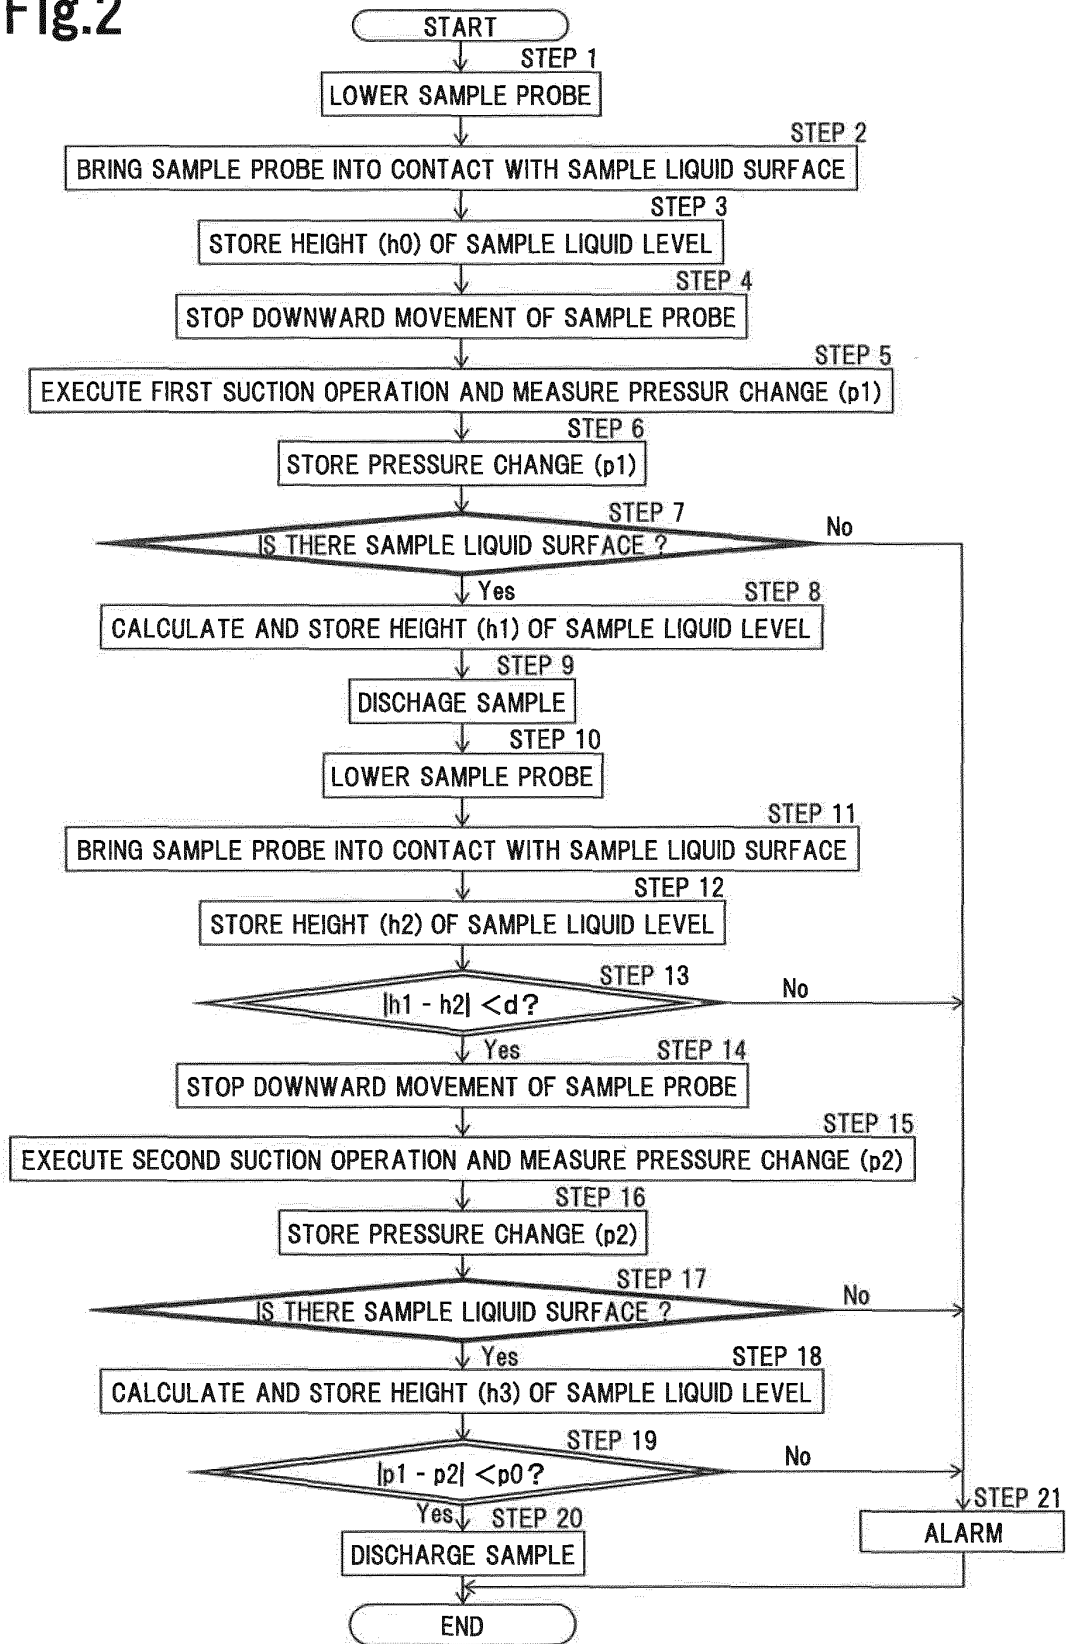 Fig.2
START
STEP 1
LOWER SAMPLE PROBE
STEP 2
BRING SAMPLE PROBE INTO CONTACT WITH SAMPLE LIQUID SURFACE
STEP 3
STORE HEIGHT (h0) OF SAMPLE LIQUID LEVEL
STEP 4
STOP DOWNWARD MOVEMENT OF SAMPLE PROBE
STEP 5
EXECUTE FIRST SUCTION OPERATION AND MEASURE PRESSUR CHANGE (p1)
STEP 6
STORE PRESSURE CHANGE (p1)
STEP 7
IS THERE SAMPLE LIQUID SURFACE ?
No
Yes
STEP 8
CALCULATE AND STORE HEIGHT (h1) OF SAMPLE LIQUID LEVEL
STEP 9
DISCHAGE SAMPLE
STEP 10
LOWER SAMPLE PROBE
STEP 11
BRING SAMPLE PROBE INTO CONTACT WITH SAMPLE LIQUID SURFACE
STEP 12
STORE HEIGHT (h2) OF SAMPLE LIQUID LEVEL
STEP 13
|h1 - h2| <d?
No
Yes
STEP 14
STOP DOWNWARD MOVEMENT OF SAMPLE PROBE
STEP 15
EXECUTE SECOND SUCTION OPERATION AND MEASURE PRESSURE CHANGE (p2)
STEP 16
STORE PRESSURE CHANGE (p2)
STEP 17
IS THERE SAMPLE LIQIUID SURFACE ?
No
Yes
STEP 18
CALCULATE AND STORE HEIGHT (h3) OF SAMPLE LIQUID LEVEL
STEP 19
|p1 - p2| <p0?
No
Yes
STEP 20
DISCHARGE SAMPLE
STEP 21
ALARM
END